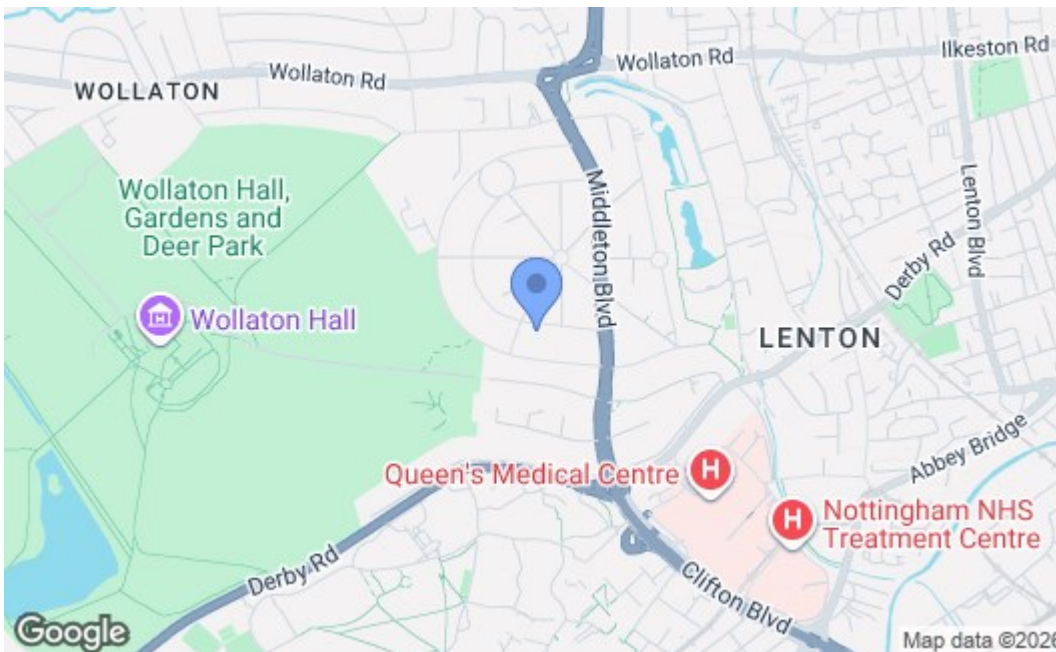 Ilkeston Rd
Wollaton Rd
Wollaton Rd
WOLLATON
Wollaton Hall,
Gardens and
Deer Park
Middleton Blvd
Lenton Blvd
Derby Rd
Wollaton Hall
LENTON
Abbey Bridge
Queen's Medical Centre
H
Nottingham NHS
Treatment Centre
H
Derby Rd
Clifton Blvd
Google
Map data ©2026